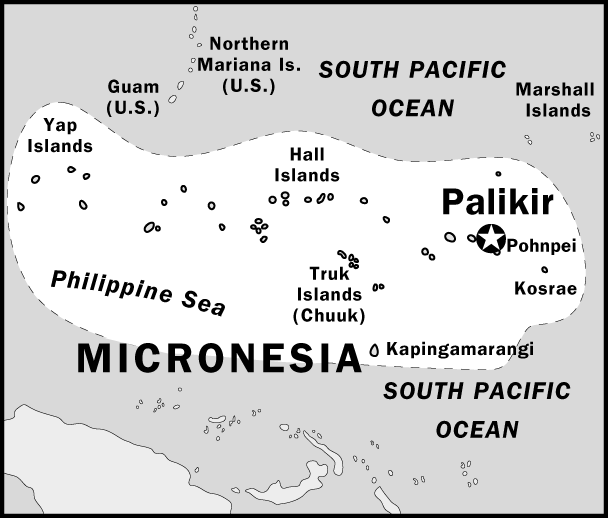 Northern
Mariana Is.
(U.S.)
SOUTH PACIFIC
OCEAN
Guam
(U.S.)
Marshall
Islands
Yap
Islands
Hall
Islands
Palikir
Pohnpei
Philippine Sea
Truk
Islands
(Chuuk)
Kosrae
MICRONESIA
Kapingamarangi
SOUTH PACIFIC
OCEAN